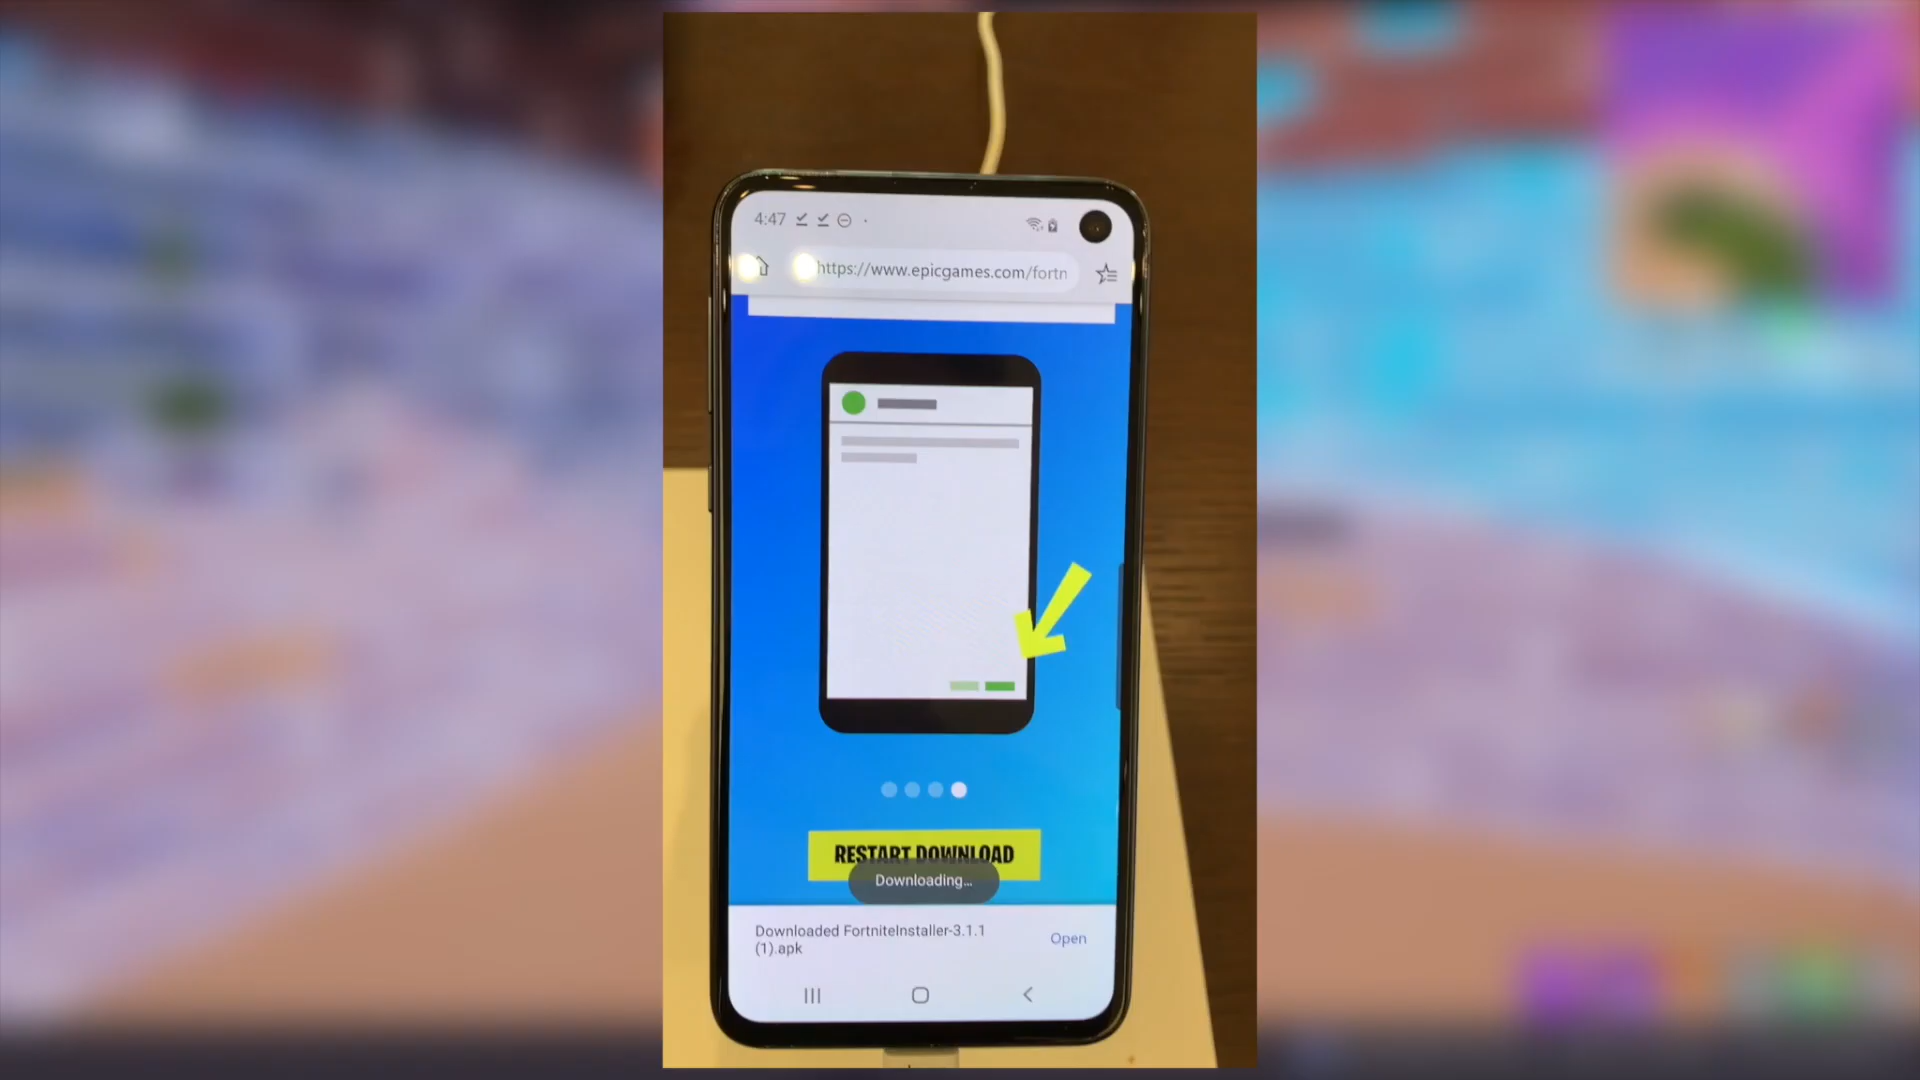 4:47
https://www.epicgames.com/fortn
RESTART DOWNLOAD
Downloading...
Downloaded FortniteInstaller-3.1.1
(1).apk
Open